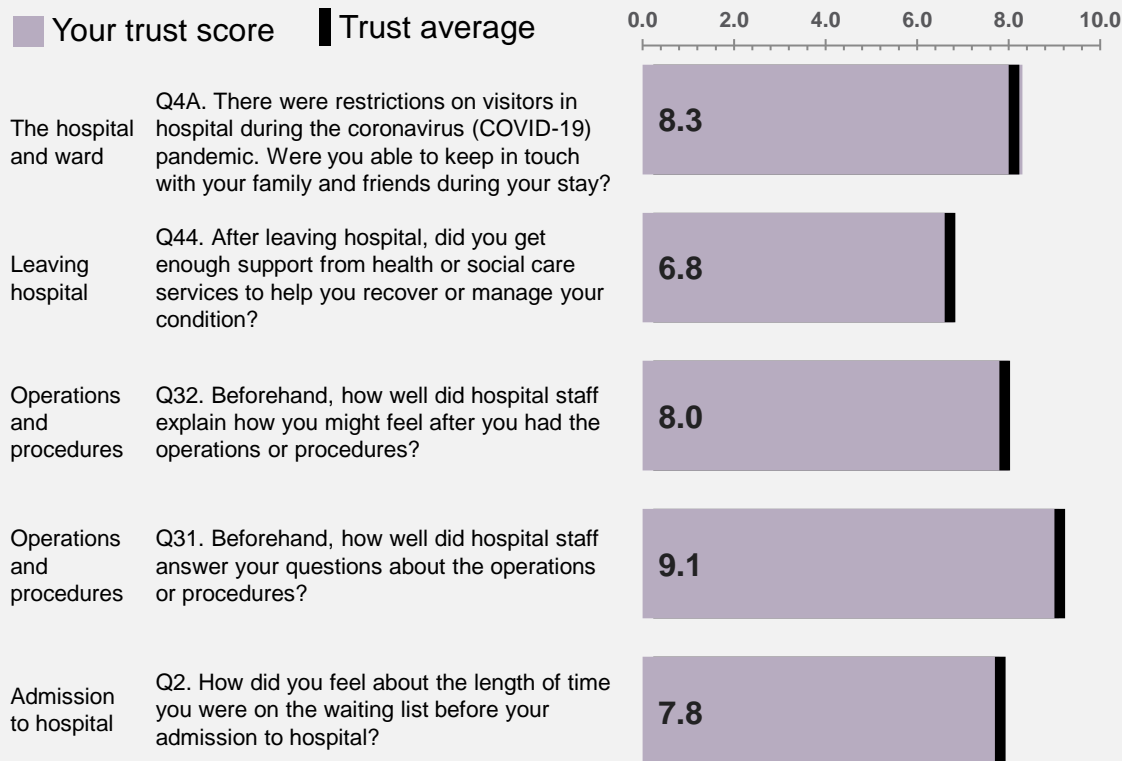 Your trust score
Trust average
0.0 2.0 4.0 6.0 8.0 10.0
The hospital
and ward
Q4A. There were restrictions on visitors in
hospital during the coronavirus (COVID-19)
pandemic. Were you able to keep in touch
with your family and friends during your stay?
8.3
Leaving
hospital
Q44. After leaving hospital, did you get
enough support from health or social care
services to help you recover or manage your
condition?
6.8
Operations
and
procedures
Q32. Beforehand, how well did hospital staff
explain how you might feel after you had the
operations or procedures?
8.0
Operations
and
procedures
Q31. Beforehand, how well did hospital staff
answer your questions about the operations
or procedures?
9.1
Admission
to hospital
Q2. How did you feel about the length of time
you were on the waiting list before your
admission to hospital?
7.8